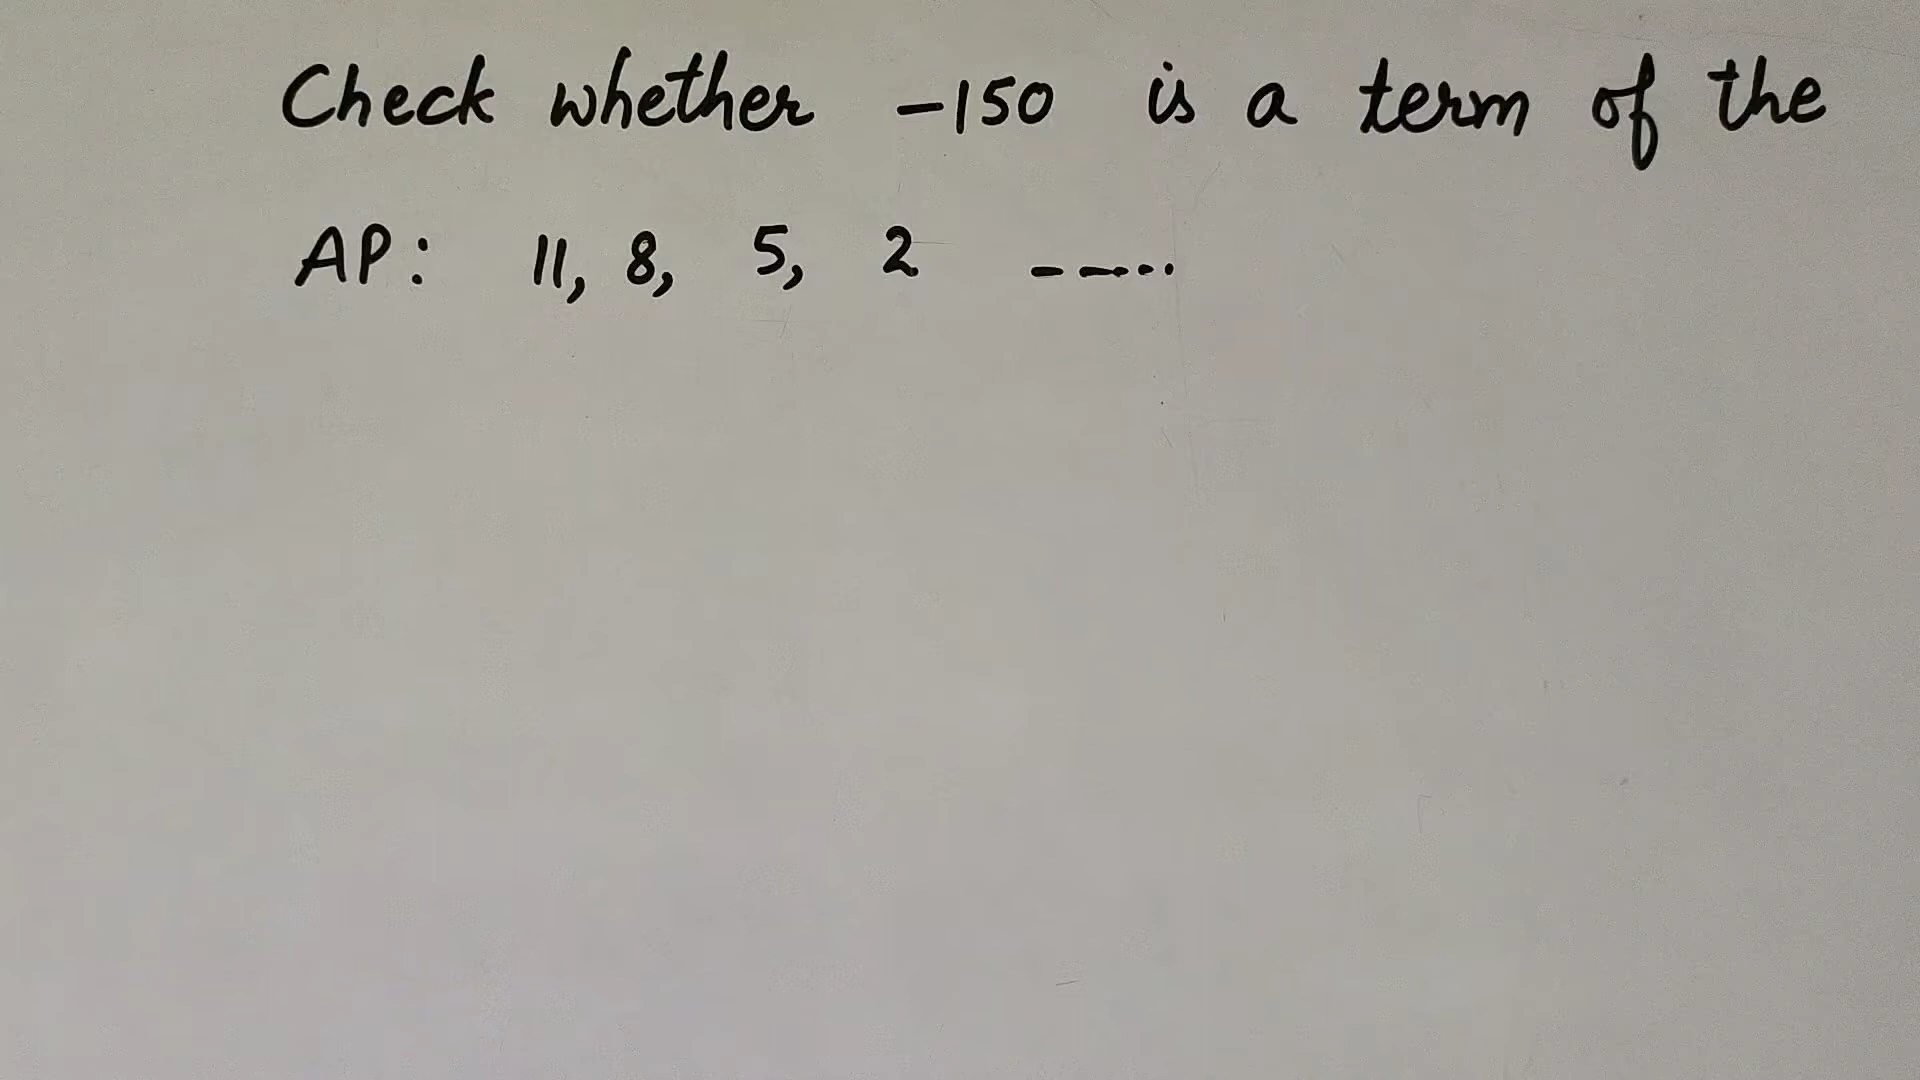 Check whether -150 is a term of the
AP: 11, 8, 5, 2 -----..